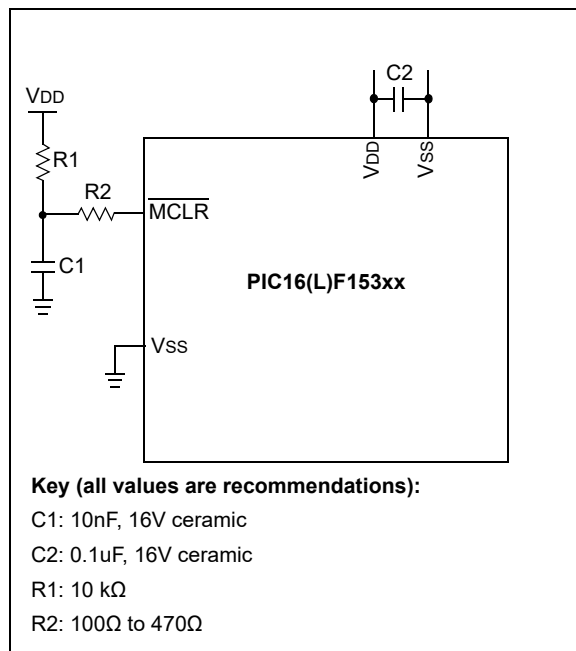 C2
VDD
R1
VDD
VSS
R2
MCLR
C1
PIC16(L)F153xx
VSS
Key (all values are recommendations):
C1: 10nF, 16V ceramic
C2: 0.1uF, 16V ceramic
R1: 10 kΩ
R2: 100Ω to 470Ω